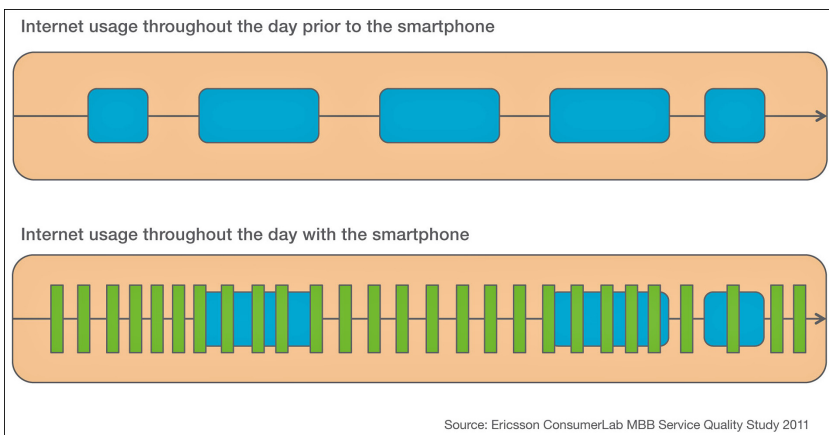 Internet usage throughout the day prior to the smartphone
Internet usage throughout the day with the smartphone
Source: Ericsson ConsumerLab MBB Service Quality Study 2011